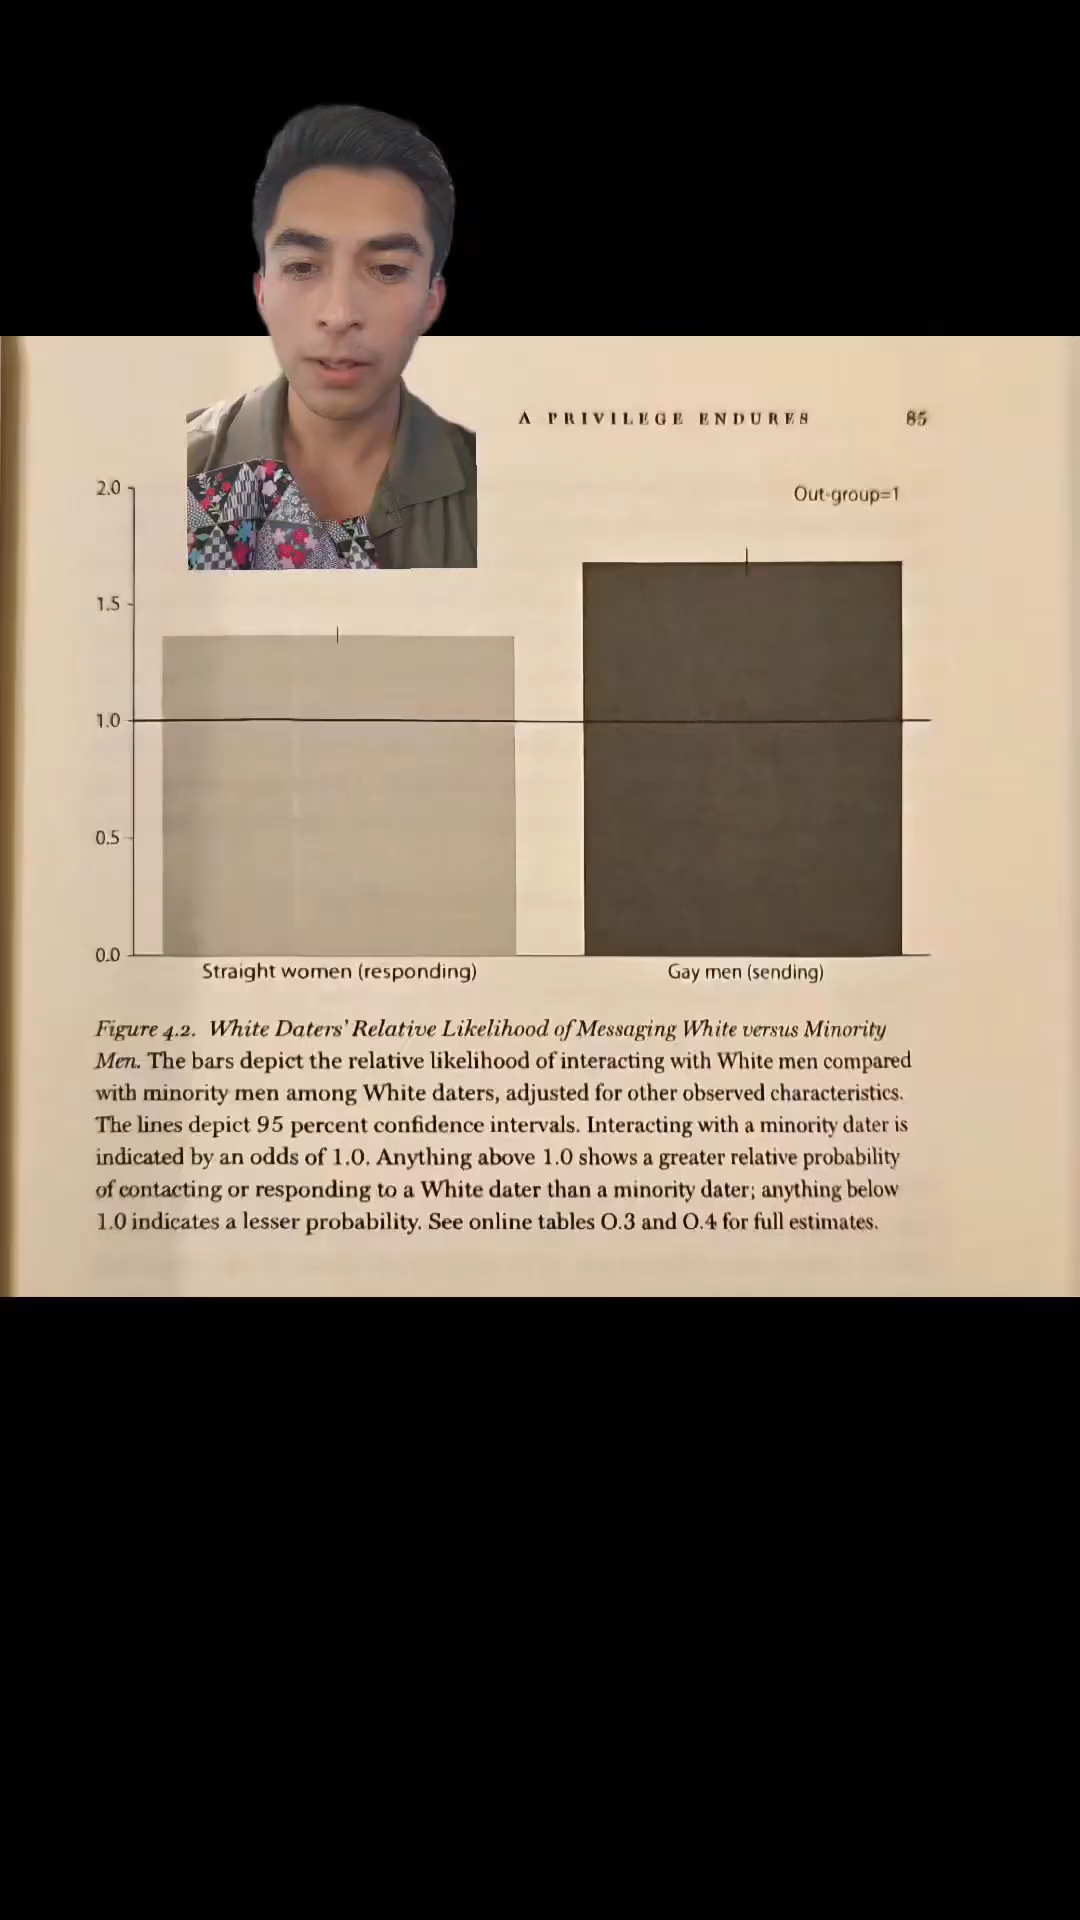 A PRIVILEGE ENDURES 85
2.0
Out-group=1
1.5
1.0
0.5
0.0
Straight women (responding) Gay men (sending)
Figure 4.2. White Daters' Relative Likelihood of Messaging White versus Minority
Men. The bars depict the relative likelihood of interacting with White men compared
with minority men among White daters, adjusted for other observed characteristics.
The lines depict 95 percent confidence intervals. Interacting with a minority dater is
indicated by an odds of 1.0. Anything above 1.0 shows a greater relative probability
of contacting or responding to a White dater than a minority dater; anything below
1.0 indicates a lesser probability. See online tables O.3 and O.4 for full estimates.